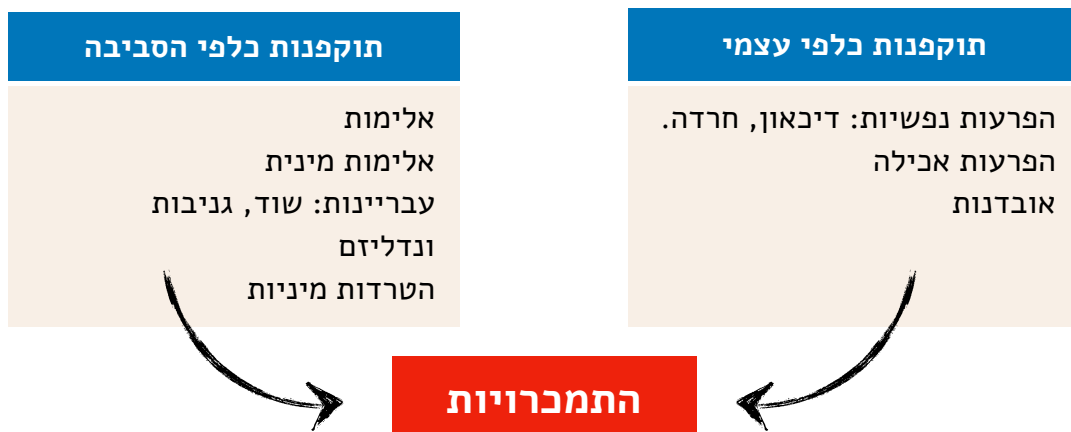 תוקפנות כלפי עצמי
הפרעות נפשיות: דיכאון, חרדה.
הפרעות אכילה
אובדנות
תוקפנות כלפי הסביבה
אלימות
אלימות מינית
עבריינות: שוד, גניבות
ונדליזם
הטרדות מיניות
התמכרויות